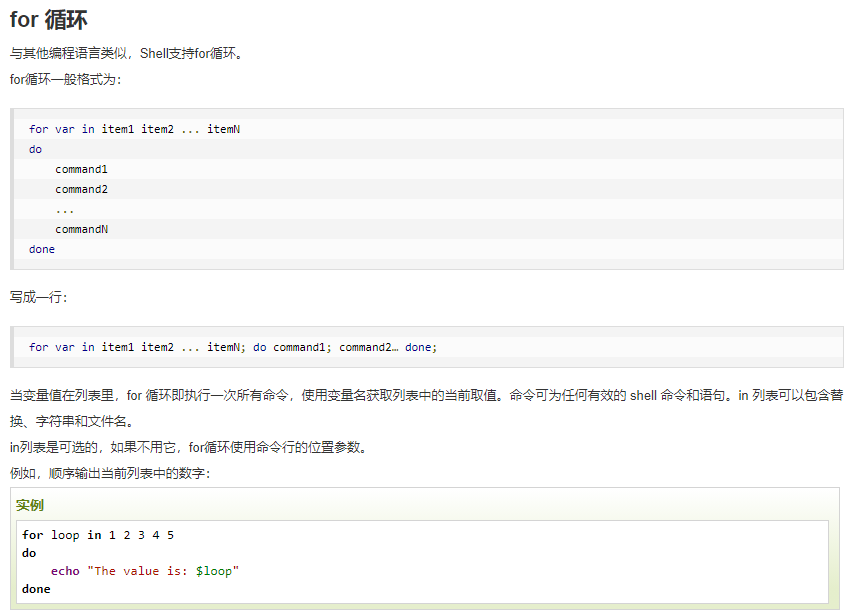 for 循环
与其他编程语言类似，Shell支持for循环。
for循环一般格式为：
for var in item1 item2 ... itemN
do
    command1
    command2
    ...
    commandN
done
写成一行：
for var in item1 item2 ... itemN; do command1; command2… done;
当变量值在列表里，for 循环即执行一次所有命令，使用变量名获取列表中的当前取值。命令可为任何有效的 shell 命令和语句。in 列表可以包含替
换、字符串和文件名。
in列表是可选的，如果不用它，for循环使用命令行的位置参数。
例如，顺序输出当前列表中的数字：
实例
for loop in 1 2 3 4 5
do
    echo "The value is: $loop"
done